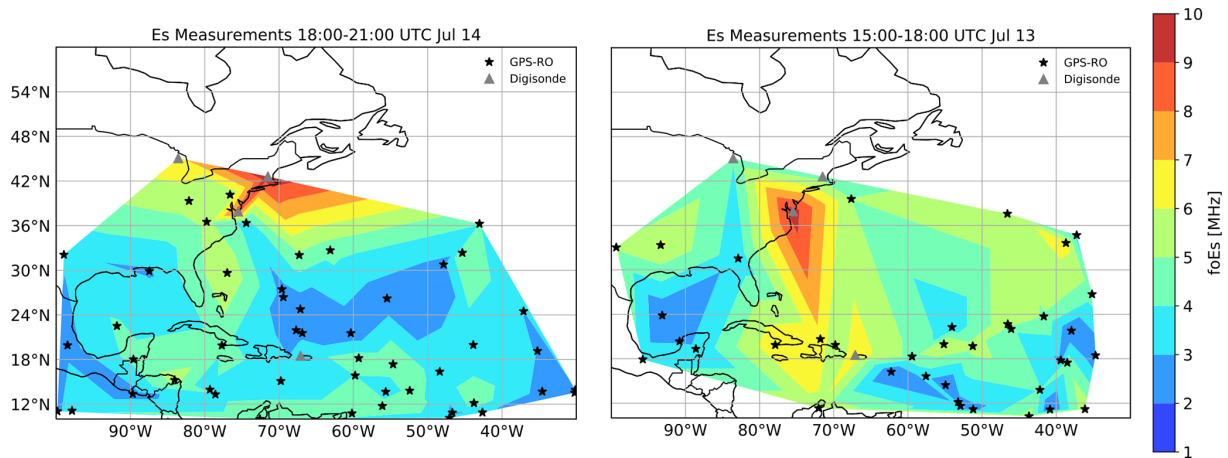 Es Measurements 18:00-21:00 UTC Jul 14
GPS-RO
Digisonde
54°N
48°N
42°N
36°N
30°N
24°N
18°N
12°N
90°W 80°W 70°W 60°W 50°W 40°W
Es Measurements 15:00-18:00 UTC Jul 13
GPS-RO
Digisonde
90°W 80°W 70°W 60°W 50°W 40°W
10
9
8
7
6
5
4
3
2
1
foEs [MHz]